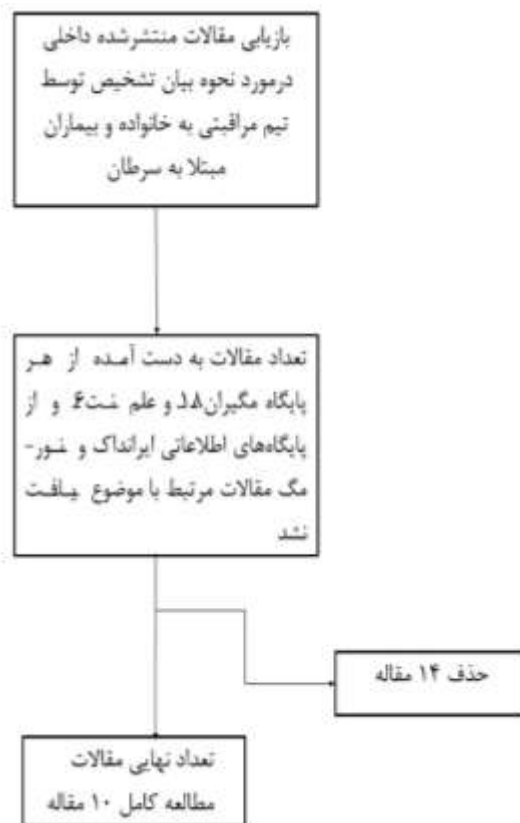 بازیابی مقالات منتشرشده داخلی
درمورد نحوه بیان تشخیص توسط
تیم مراقبتی به خانواده و بیماران
مبتلا به سرطان
تعداد مقالات به دست آمده از هر
پایگاه مگیران۱۸ و علم نت۶ و از
پایگاه‌های اطلاعاتی ایرانداک و نور-
مگ مقالات مرتبط با موضوع یافت
نشد
حذف ۱۴ مقاله
تعداد نهایی مقالات
مطالعه کامل ۱۰ مقاله